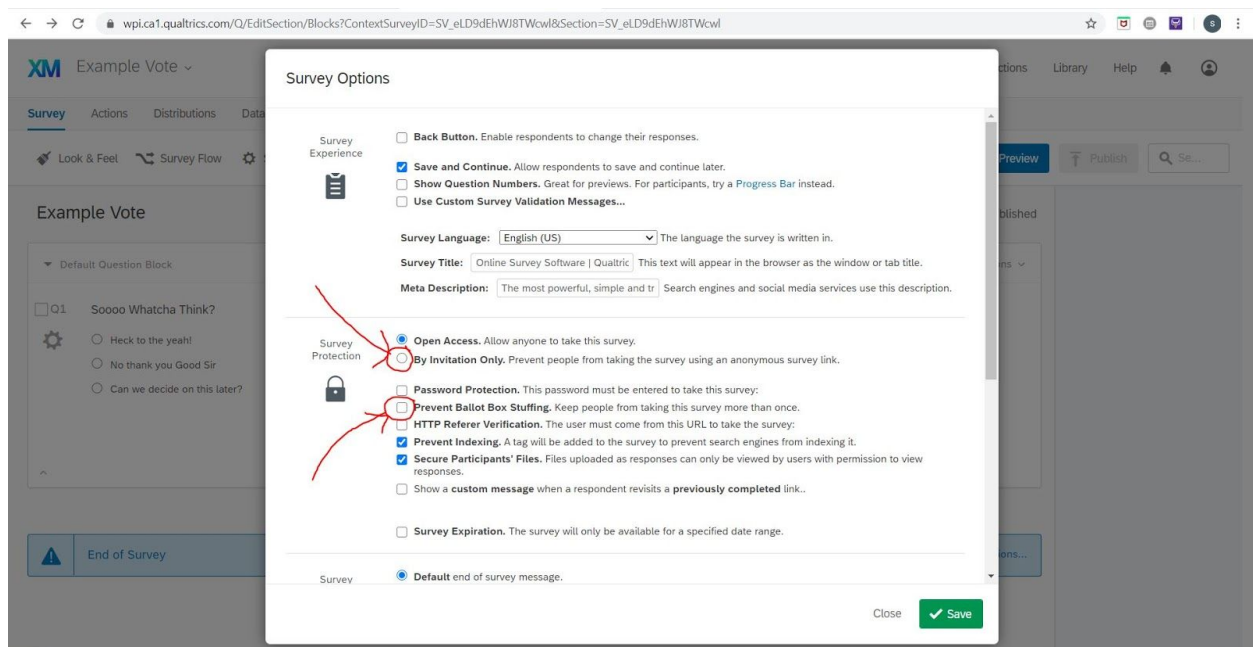 wpi.ca1.qualtrics.com/Q/EditSection/Blocks?ContextSurveyID=SV_eLD9dEhWJ8TWcwl&Section=SV_eLD9dEhWJ8TWcwl
S
XM Example Vote
ctions Library Help
Survey Actions Distributions Data
Look & Feel Survey Flow
Preview Publish Se...
Example Vote
blished
Default Question Block
ns
Q1 Soooo Whatcha Think?
Heck to the yeah!
No thank you Good Sir
Can we decide on this later?
End of Survey
ions...
Survey Options
Survey Experience
Back Button. Enable respondents to change their responses.
Save and Continue. Allow respondents to save and continue later.
Show Question Numbers. Great for previews. For participants, try a Progress Bar instead.
Use Custom Survey Validation Messages...
Survey Language: English (US) The language the survey is written in.
Survey Title: Online Survey Software | Qualtric This text will appear in the browser as the window or tab title.
Meta Description: The most powerful, simple and tr Search engines and social media services use this description.
Survey Protection
Open Access. Allow anyone to take this survey.
By Invitation Only. Prevent people from taking the survey using an anonymous survey link.
Password Protection. This password must be entered to take this survey:
Prevent Ballot Box Stuffing. Keep people from taking this survey more than once.
HTTP Referer Verification. The user must come from this URL to take the survey:
Prevent Indexing. A tag will be added to the survey to prevent search engines from indexing it.
Secure Participants' Files. Files uploaded as responses can only be viewed by users with permission to view
responses.
Show a custom message when a respondent revisits a previously completed link..
Survey Expiration. The survey will only be available for a specified date range.
Survey
Default end of survey message.
Close Save